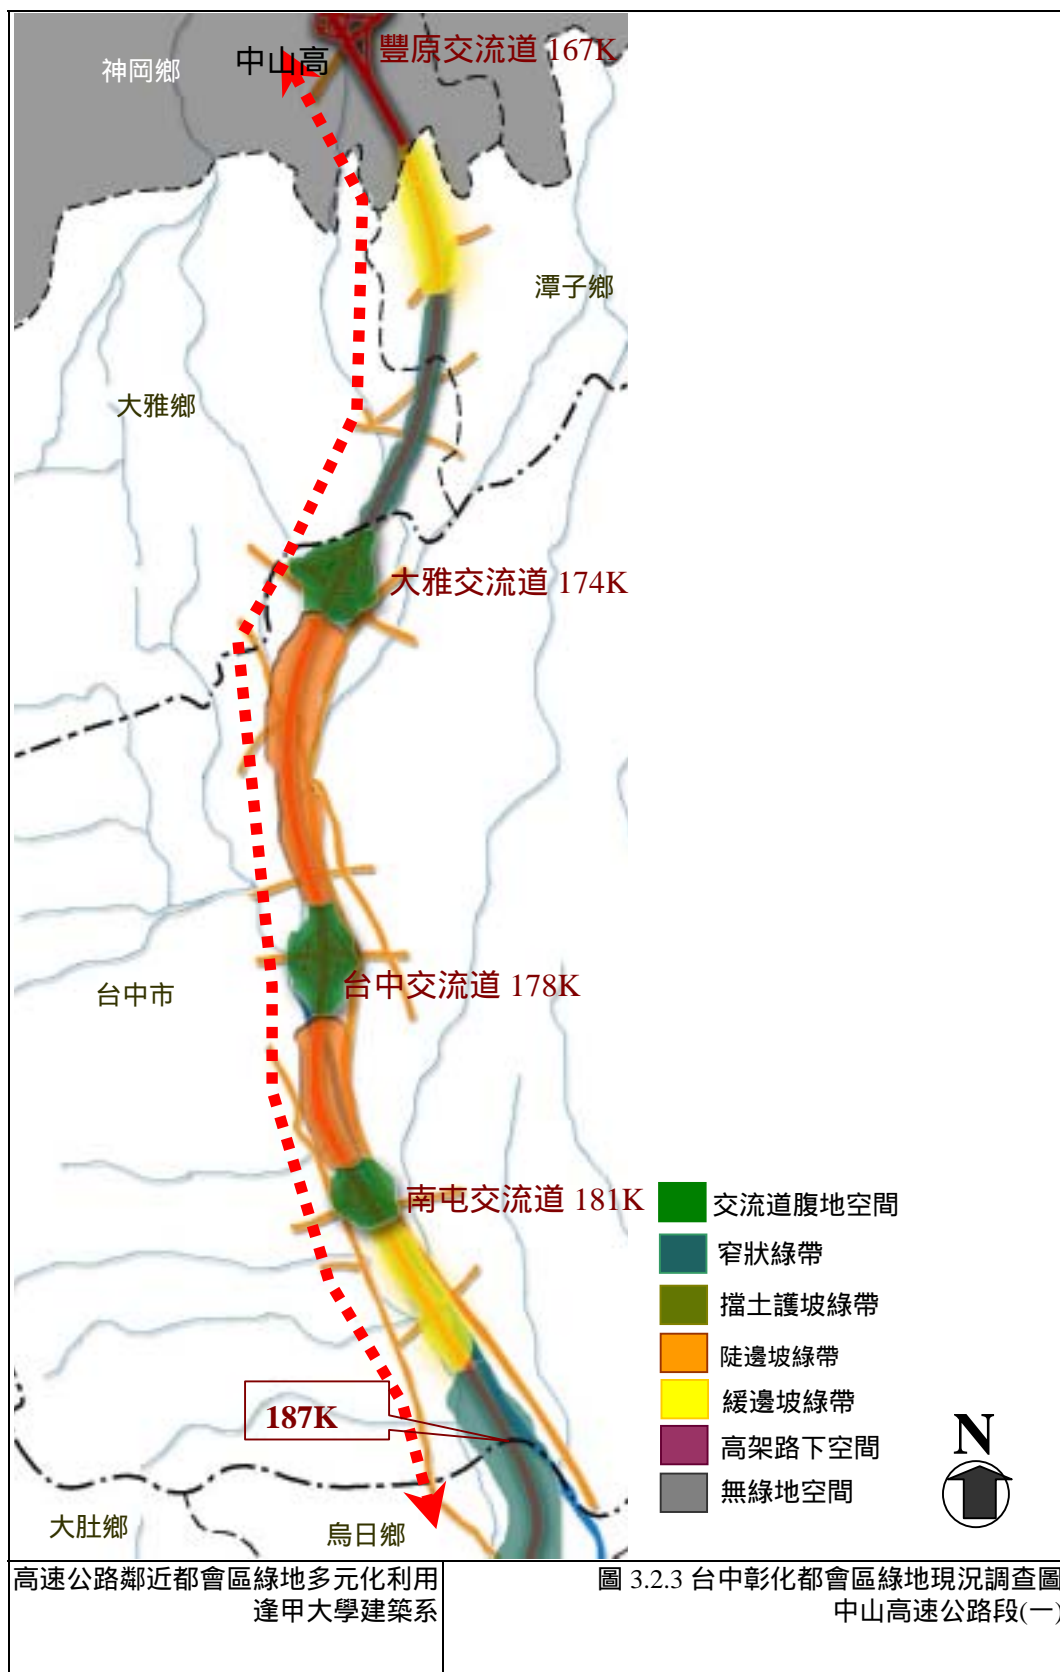 豐原交流道 167K
中山高
神岡鄉
潭子鄉
大雅鄉
大雅交流道 174K
台中交流道 178K
台中市
南屯交流道 181K
交流道腹地空間
窄狀綠帶
擋土護坡綠帶
陡邊坡綠帶
緩邊坡綠帶
高架路下空間
無綠地空間
187K
N
大肚鄉
烏日鄉
高速公路鄰近都會區綠地多元化利用
逢甲大學建築系
圖 3.2.3 台中彰化都會區綠地現況調查圖
中山高速公路段(一)